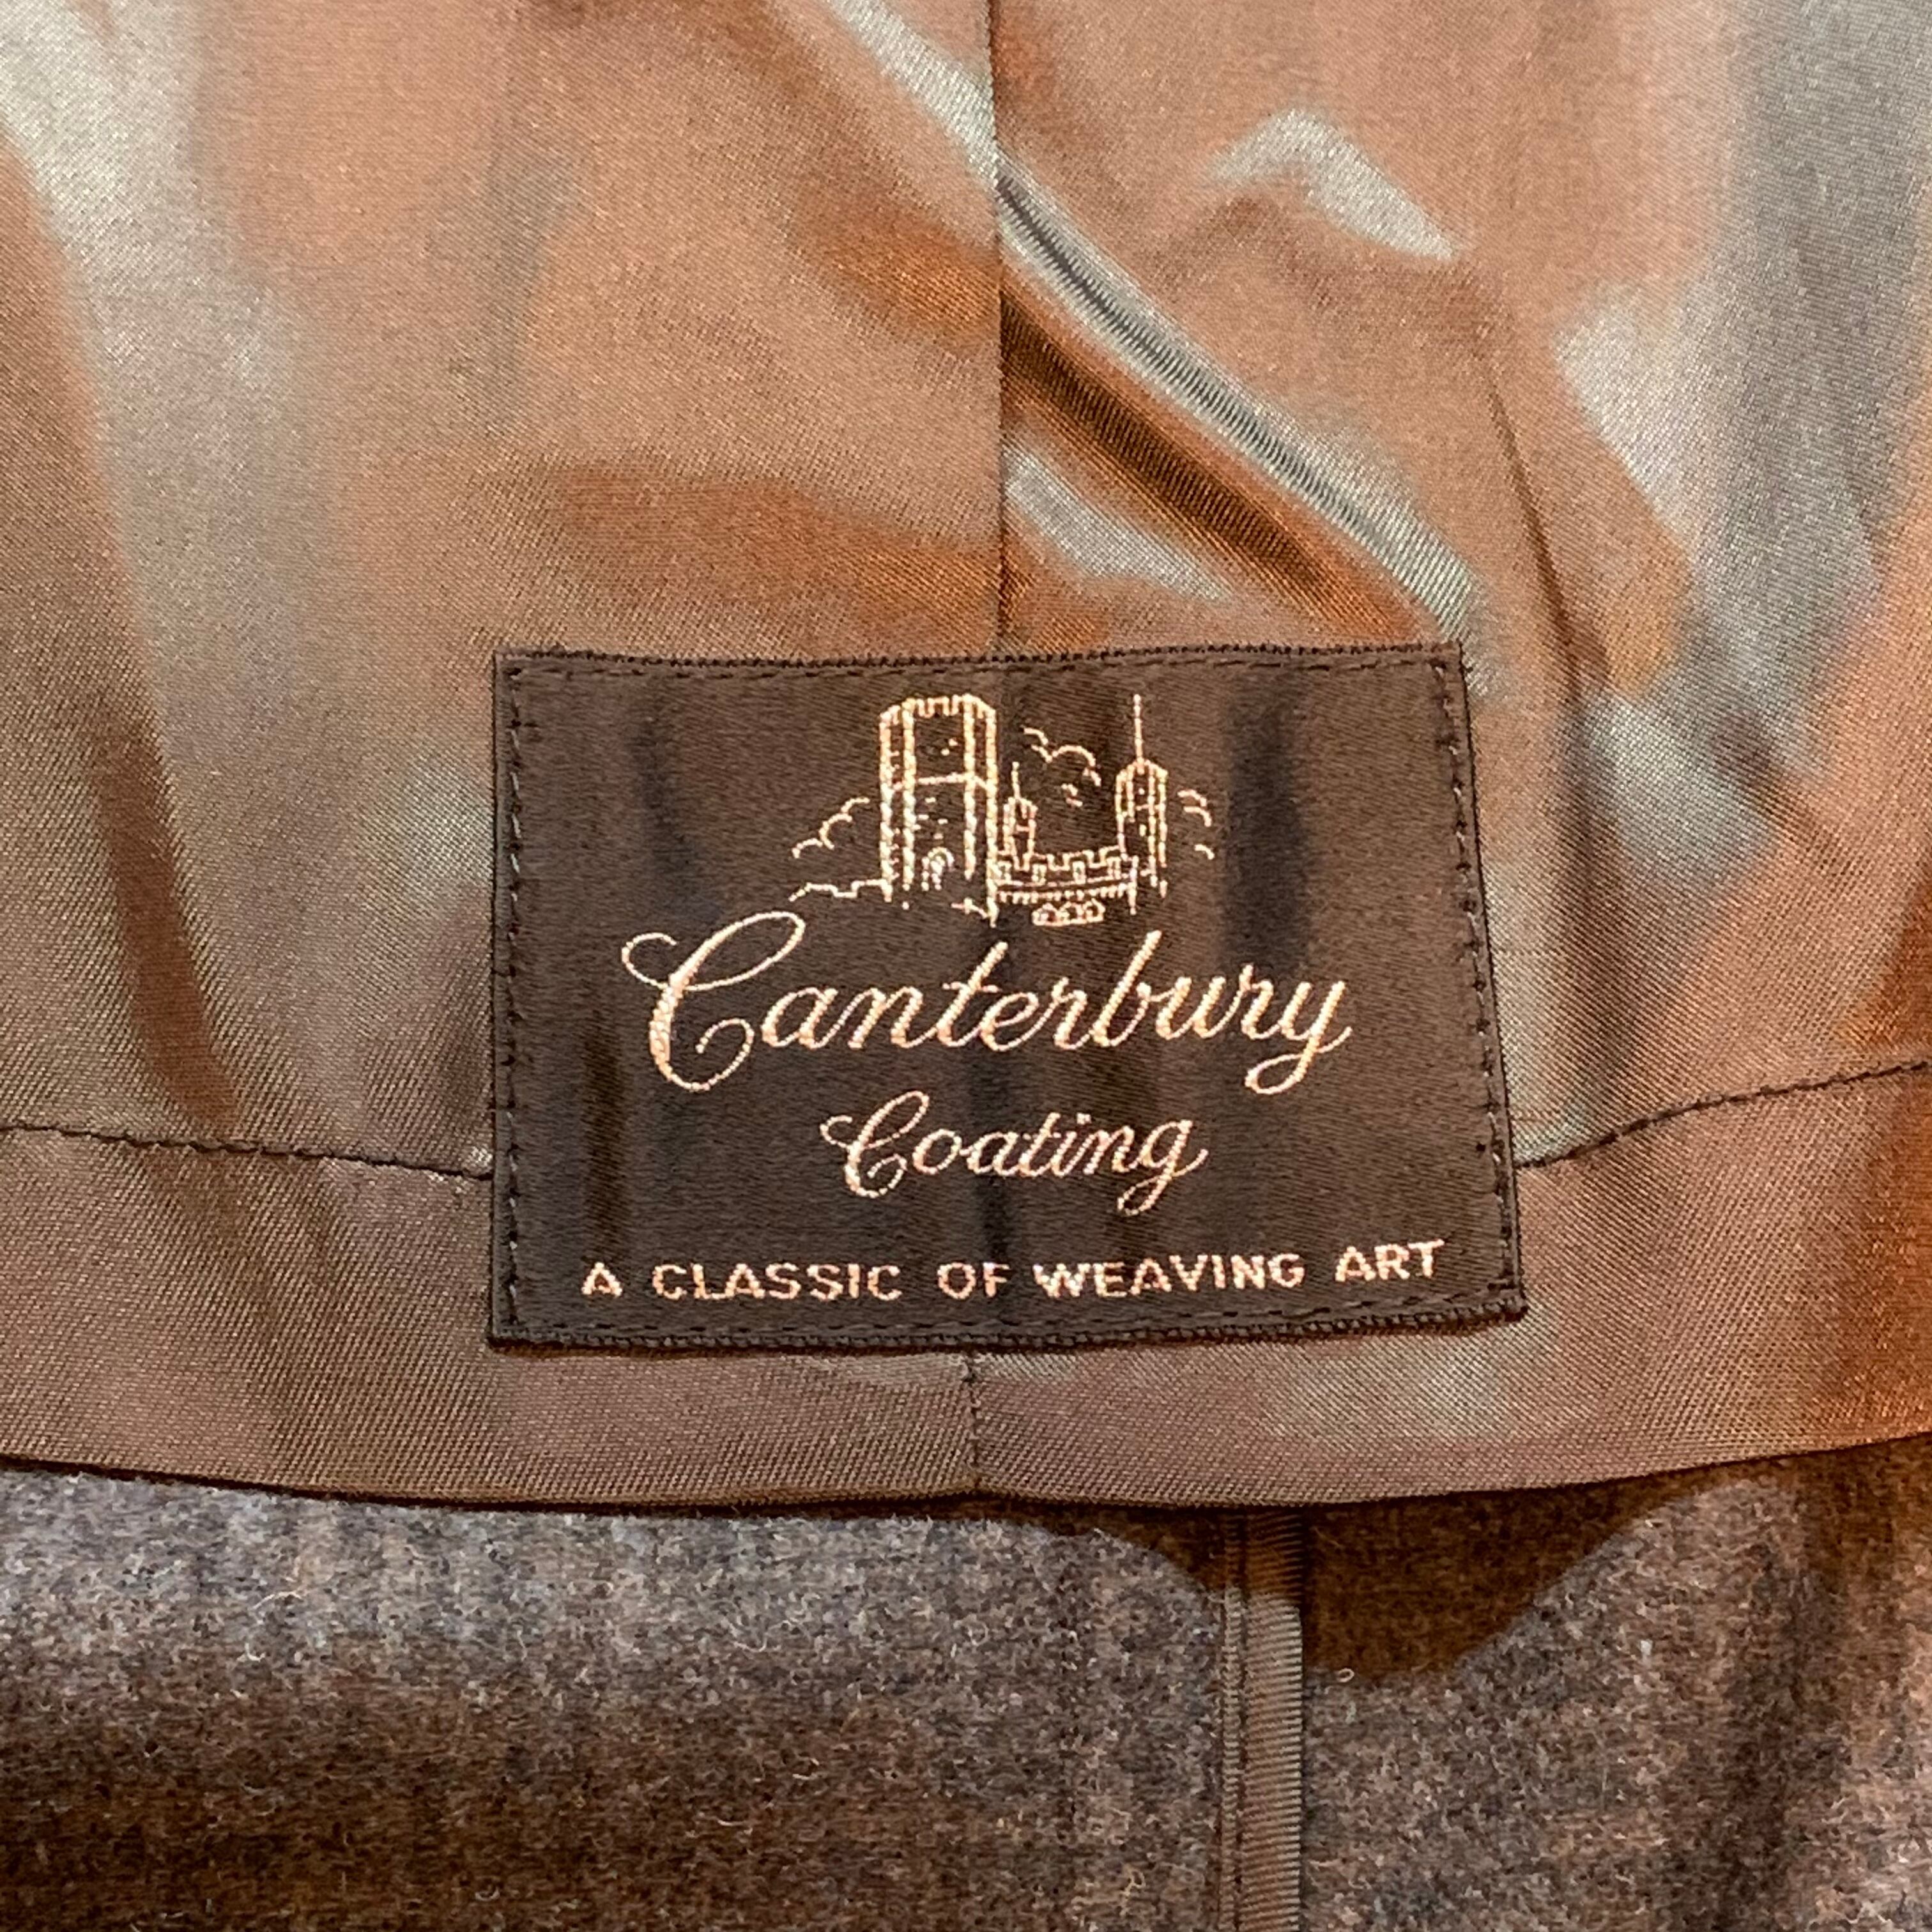 Canterbury
Coating
A CLASSIC OF WEAVING ART